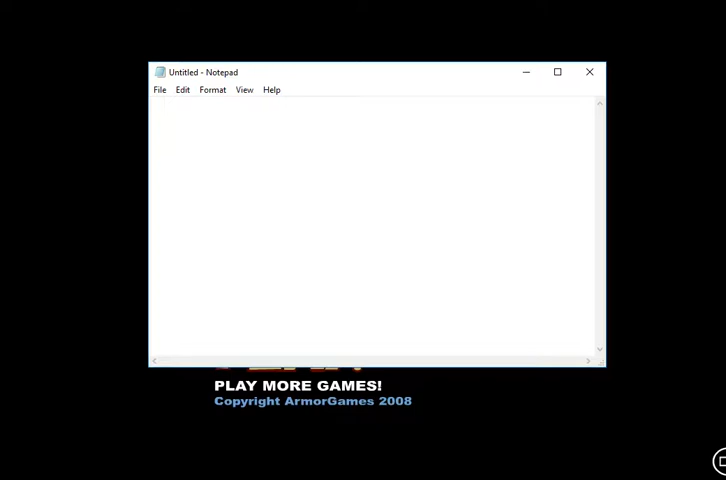 Untitled - Notepad
File Edit Format View Help
PLAY MORE GAMES!
Copyright ArmorGames 2008